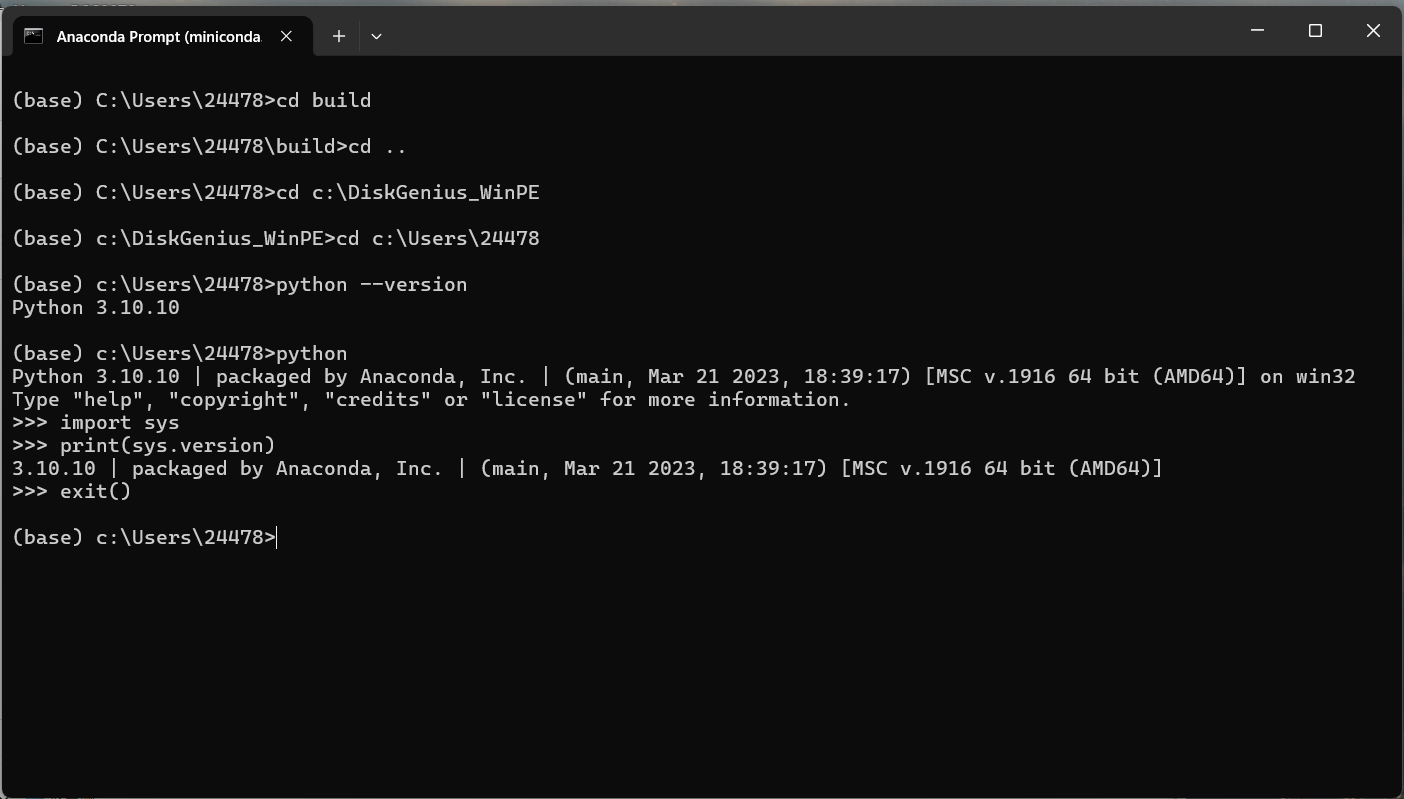 Anaconda Prompt (miniconda
(base) C:\Users\24478>cd build
(base) C:\Users\24478\build>cd ..
(base) C:\Users\24478>cd c:\DiskGenius_WinPE
(base) c:\DiskGenius_WinPE>cd c:\Users\24478
(base) c:\Users\24478>python --version
Python 3.10.10
(base) c:\Users\24478>python
Python 3.10.10 | packaged by Anaconda, Inc. | (main, Mar 21 2023, 18:39:17) [MSC v.1916 64 bit (AMD64)] on win32
Type "help", "copyright", "credits" or "license" for more information.
>>> import sys
>>> print(sys.version)
3.10.10 | packaged by Anaconda, Inc. | (main, Mar 21 2023, 18:39:17) [MSC v.1916 64 bit (AMD64)]
>>> exit()
(base) c:\Users\24478>